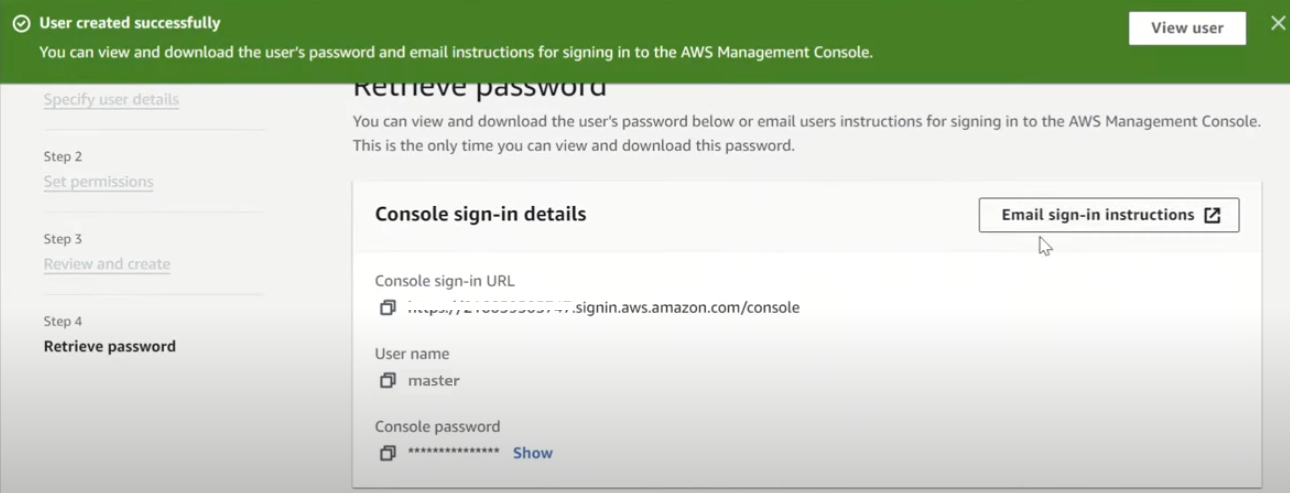 User created successfully
View user
You can view and download the user's password and email instructions for signing in to the AWS Management Console.
Specify user details
Step 2
Set permissions
Step 3
Review and create
Step 4
Retrieve password
Retrieve password
You can view and download the user's password below or email users instructions for signing in to the AWS Management Console.
This is the only time you can view and download this password.
Console sign-in details
Email sign-in instructions
Console sign-in URL
.signin.aws.amazon.com/console
User name
master
Console password
*************** Show